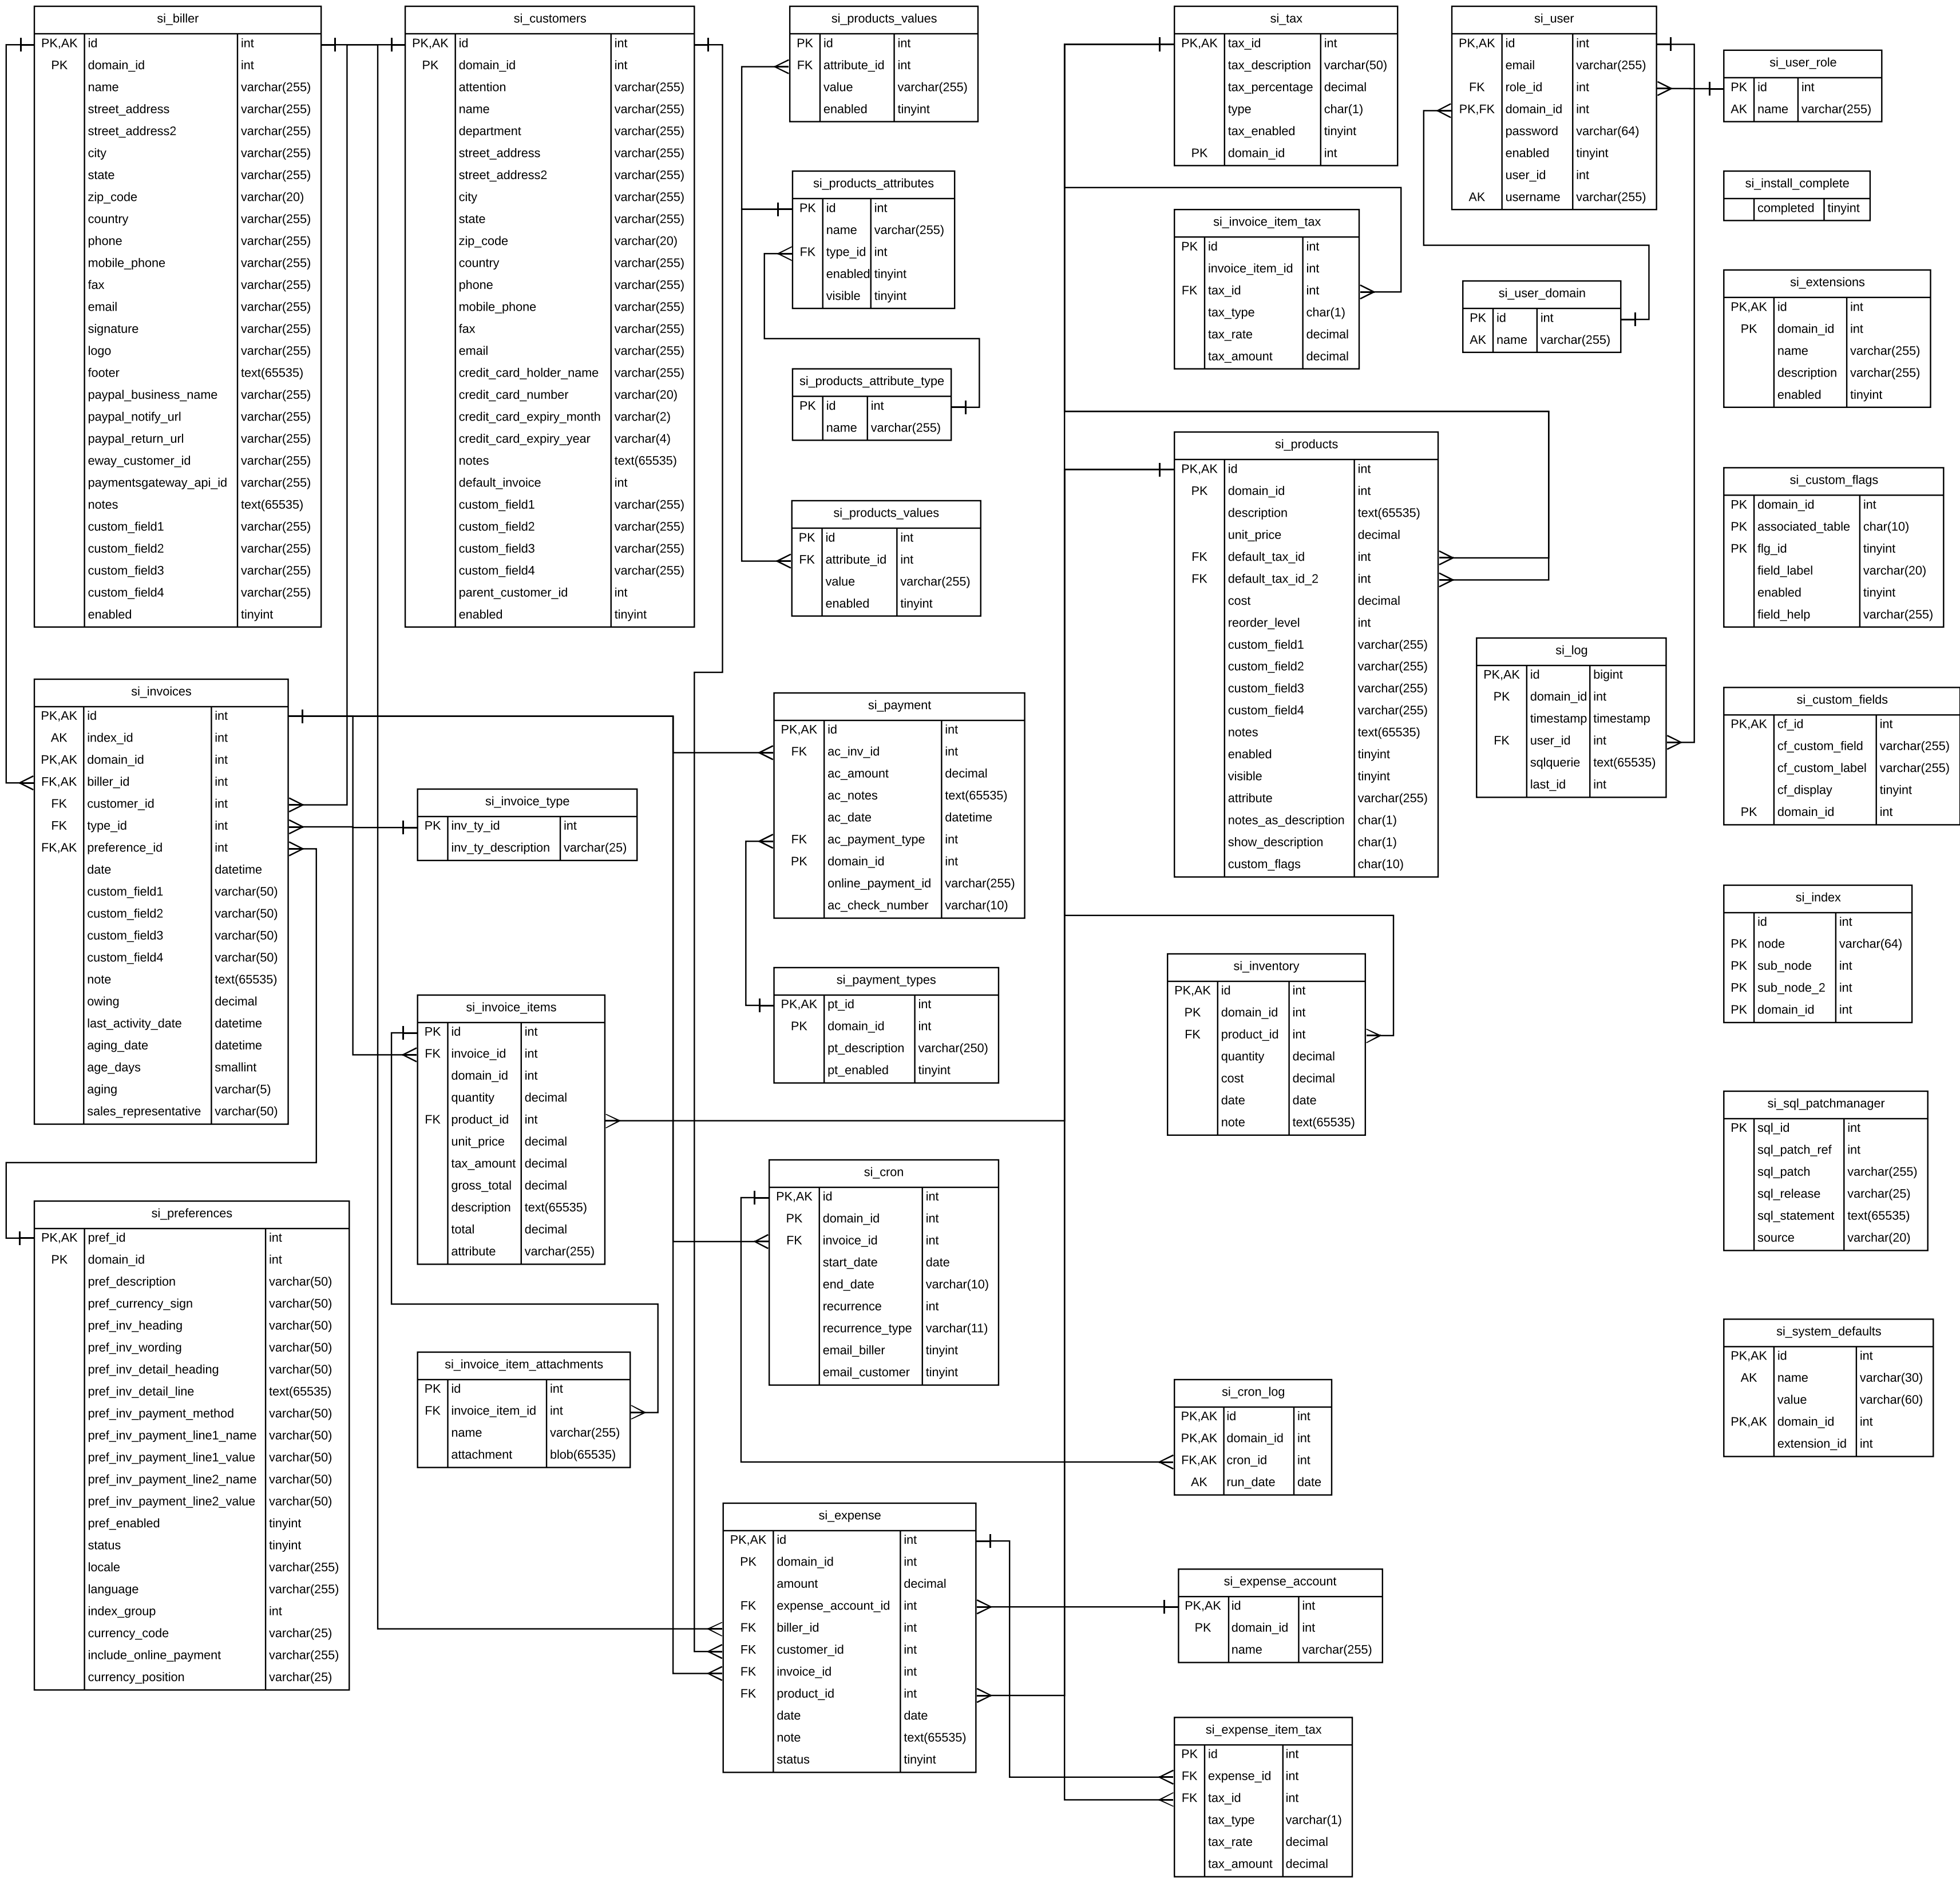 si_biller
PK,AK id int
PK domain_id int
name varchar(255)
street_address varchar(255)
street_address2 varchar(255)
city varchar(255)
state varchar(255)
zip_code varchar(20)
country varchar(255)
phone varchar(255)
mobile_phone varchar(255)
fax varchar(255)
email varchar(255)
signature varchar(255)
logo varchar(255)
footer text(65535)
paypal_business_name varchar(255)
paypal_notify_url varchar(255)
paypal_return_url varchar(255)
eway_customer_id varchar(255)
paymentsgateway_api_id varchar(255)
notes text(65535)
custom_field1 varchar(255)
custom_field2 varchar(255)
custom_field3 varchar(255)
custom_field4 varchar(255)
enabled tinyint
si_customers
PK,AK id int
PK domain_id int
attention varchar(255)
name varchar(255)
department varchar(255)
street_address varchar(255)
street_address2 varchar(255)
city varchar(255)
state varchar(255)
zip_code varchar(20)
country varchar(255)
phone varchar(255)
mobile_phone varchar(255)
fax varchar(255)
email varchar(255)
credit_card_holder_name varchar(255)
credit_card_number varchar(20)
credit_card_expiry_month varchar(2)
credit_card_expiry_year varchar(4)
notes text(65535)
default_invoice int
custom_field1 varchar(255)
custom_field2 varchar(255)
custom_field3 varchar(255)
custom_field4 varchar(255)
parent_customer_id int
enabled tinyint
si_products_values
PK id int
FK attribute_id int
value varchar(255)
enabled tinyint
si_products_attributes
PK id int
name varchar(255)
FK type_id int
enabled tinyint
visible tinyint
si_products_attribute_type
PK id int
name varchar(255)
si_products_values
PK id int
FK attribute_id int
value varchar(255)
enabled tinyint
si_tax
PK,AK tax_id int
tax_description varchar(50)
tax_percentage decimal
type char(1)
tax_enabled tinyint
PK domain_id int
si_invoice_item_tax
PK id int
invoice_item_id int
FK tax_id int
tax_type char(1)
tax_rate decimal
tax_amount decimal
si_user
PK,AK id int
email varchar(255)
FK role_id int
PK,FK domain_id int
password varchar(64)
enabled tinyint
user_id int
AK username varchar(255)
si_user_role
PK id int
AK name varchar(255)
si_install_complete
completed tinyint
si_user_domain
PK id int
AK name varchar(255)
si_extensions
PK,AK id int
PK domain_id int
name varchar(255)
description varchar(255)
enabled tinyint
si_products
PK,AK id int
PK domain_id int
description text(65535)
unit_price decimal
FK default_tax_id int
FK default_tax_id_2 int
cost decimal
reorder_level int
custom_field1 varchar(255)
custom_field2 varchar(255)
custom_field3 varchar(255)
custom_field4 varchar(255)
notes text(65535)
enabled tinyint
visible tinyint
attribute varchar(255)
notes_as_description char(1)
show_description char(1)
custom_flags char(10)
si_custom_flags
PK domain_id int
PK associated_table char(10)
PK flg_id tinyint
field_label varchar(20)
enabled tinyint
field_help varchar(255)
si_log
PK,AK id bigint
PK domain_id int
timestamp timestamp
FK user_id int
sqlquerie text(65535)
last_id int
si_custom_fields
PK,AK cf_id int
cf_custom_field varchar(255)
cf_custom_label varchar(255)
cf_display tinyint
PK domain_id int
si_invoices
PK,AK id int
AK index_id int
PK,AK domain_id int
FK,AK biller_id int
FK customer_id int
FK type_id int
FK,AK preference_id int
date datetime
custom_field1 varchar(50)
custom_field2 varchar(50)
custom_field3 varchar(50)
custom_field4 varchar(50)
note text(65535)
owing decimal
last_activity_date datetime
aging_date datetime
age_days smallint
aging varchar(5)
sales_representative varchar(50)
si_invoice_type
PK inv_ty_id int
inv_ty_description varchar(25)
si_payment
PK,AK id int
FK ac_inv_id int
ac_amount decimal
ac_notes text(65535)
ac_date datetime
FK ac_payment_type int
PK domain_id int
online_payment_id varchar(255)
ac_check_number varchar(10)
si_payment_types
PK,AK pt_id int
PK domain_id int
pt_description varchar(250)
pt_enabled tinyint
si_index
id int
PK node varchar(64)
PK sub_node int
PK sub_node_2 int
PK domain_id int
si_inventory
PK,AK id int
PK domain_id int
FK product_id int
quantity decimal
cost decimal
date date
note text(65535)
si_invoice_items
PK id int
FK invoice_id int
domain_id int
quantity decimal
FK product_id int
unit_price decimal
tax_amount decimal
gross_total decimal
description text(65535)
total decimal
attribute varchar(255)
si_sql_patchmanager
PK sql_id int
sql_patch_ref int
sql_patch varchar(255)
sql_release varchar(25)
sql_statement text(65535)
source varchar(20)
si_preferences
PK,AK pref_id int
PK domain_id int
pref_description varchar(50)
pref_currency_sign varchar(50)
pref_inv_heading varchar(50)
pref_inv_wording varchar(50)
pref_inv_detail_heading varchar(50)
pref_inv_detail_line text(65535)
pref_inv_payment_method varchar(50)
pref_inv_payment_line1_name varchar(50)
pref_inv_payment_line1_value varchar(50)
pref_inv_payment_line2_name varchar(50)
pref_inv_payment_line2_value varchar(50)
pref_enabled tinyint
status tinyint
locale varchar(255)
language varchar(255)
index_group int
currency_code varchar(25)
include_online_payment varchar(255)
currency_position varchar(25)
si_cron
PK,AK id int
PK domain_id int
FK invoice_id int
start_date date
end_date varchar(10)
recurrence int
recurrence_type varchar(11)
email_biller tinyint
email_customer tinyint
si_invoice_item_attachments
PK id int
FK invoice_item_id int
name varchar(255)
attachment blob(65535)
si_system_defaults
PK,AK id int
AK name varchar(30)
value varchar(60)
PK,AK domain_id int
extension_id int
si_cron_log
PK,AK id int
PK,AK domain_id int
FK,AK cron_id int
AK run_date date
si_expense
PK,AK id int
PK domain_id int
amount decimal
FK expense_account_id int
FK biller_id int
FK customer_id int
FK invoice_id int
FK product_id int
date date
note text(65535)
status tinyint
si_expense_account
PK,AK id int
PK domain_id int
name varchar(255)
si_expense_item_tax
PK id int
FK expense_id int
FK tax_id int
tax_type varchar(1)
tax_rate decimal
tax_amount decimal